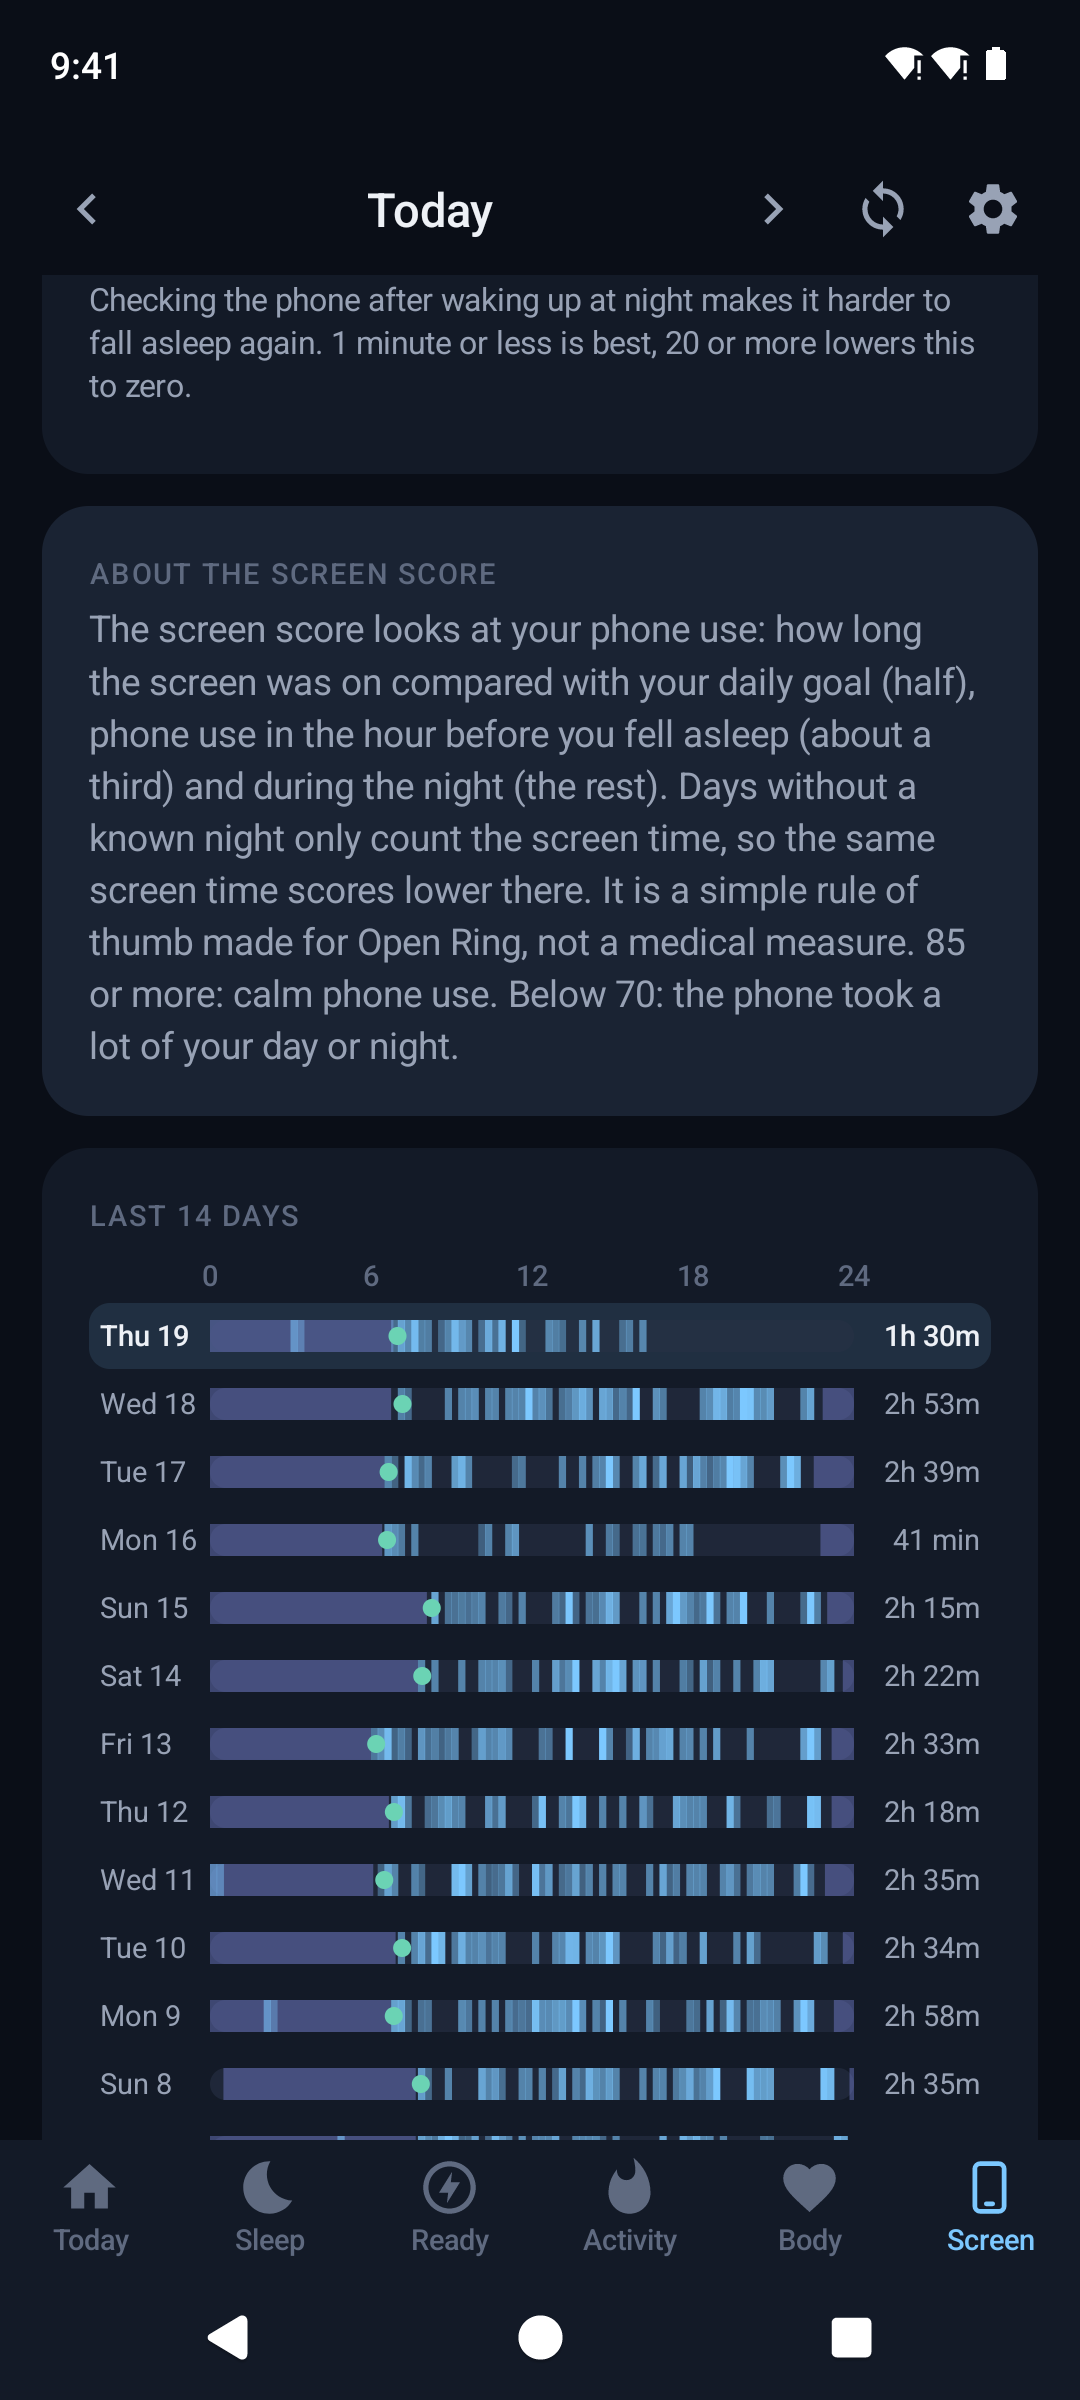 9:41
Today
Checking the phone after waking up at night makes it harder to
fall asleep again. 1 minute or less is best, 20 or more lowers this
to zero.
ABOUT THE SCREEN SCORE
The screen score looks at your phone use: how long
the screen was on compared with your daily goal (half),
phone use in the hour before you fell asleep (about a
third) and during the night (the rest). Days without a
known night only count the screen time, so the same
screen time scores lower there. It is a simple rule of
thumb made for Open Ring, not a medical measure. 85
or more: calm phone use. Below 70: the phone took a
lot of your day or night.
LAST 14 DAYS
0 6 12 18 24
Thu 19 1h 30m
Wed 18 2h 53m
Tue 17 2h 39m
Mon 16 41 min
Sun 15 2h 15m
Sat 14 2h 22m
Fri 13 2h 33m
Thu 12 2h 18m
Wed 11 2h 35m
Tue 10 2h 34m
Mon 9 2h 58m
Sun 8 2h 35m
Today Sleep Ready Activity Body Screen